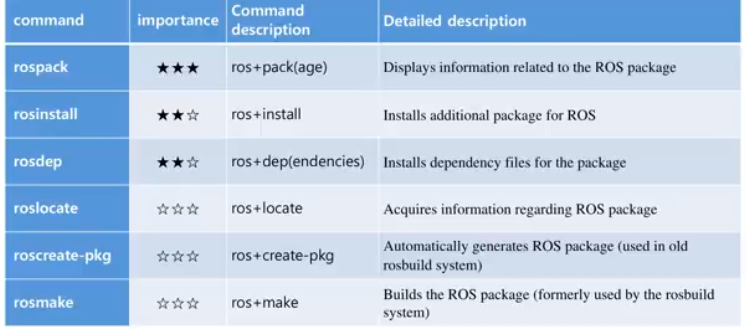 command importance Command description Detailed description
rospack ★★★ ros+pack(age) Displays information related to the ROS package
rosinstall ★★☆ ros+install Installs additional package for ROS
rosdep ★★☆ ros+dep(endencies) Installs dependency files for the package
roslocate ☆☆☆ ros+locate Acquires information regarding ROS package
roscreate-pkg ☆☆☆ ros+create-pkg Automatically generates ROS package (used in old
rosbuild system)
rosmake ☆☆☆ ros+make Builds the ROS package (formerly used by the rosbuild
system)